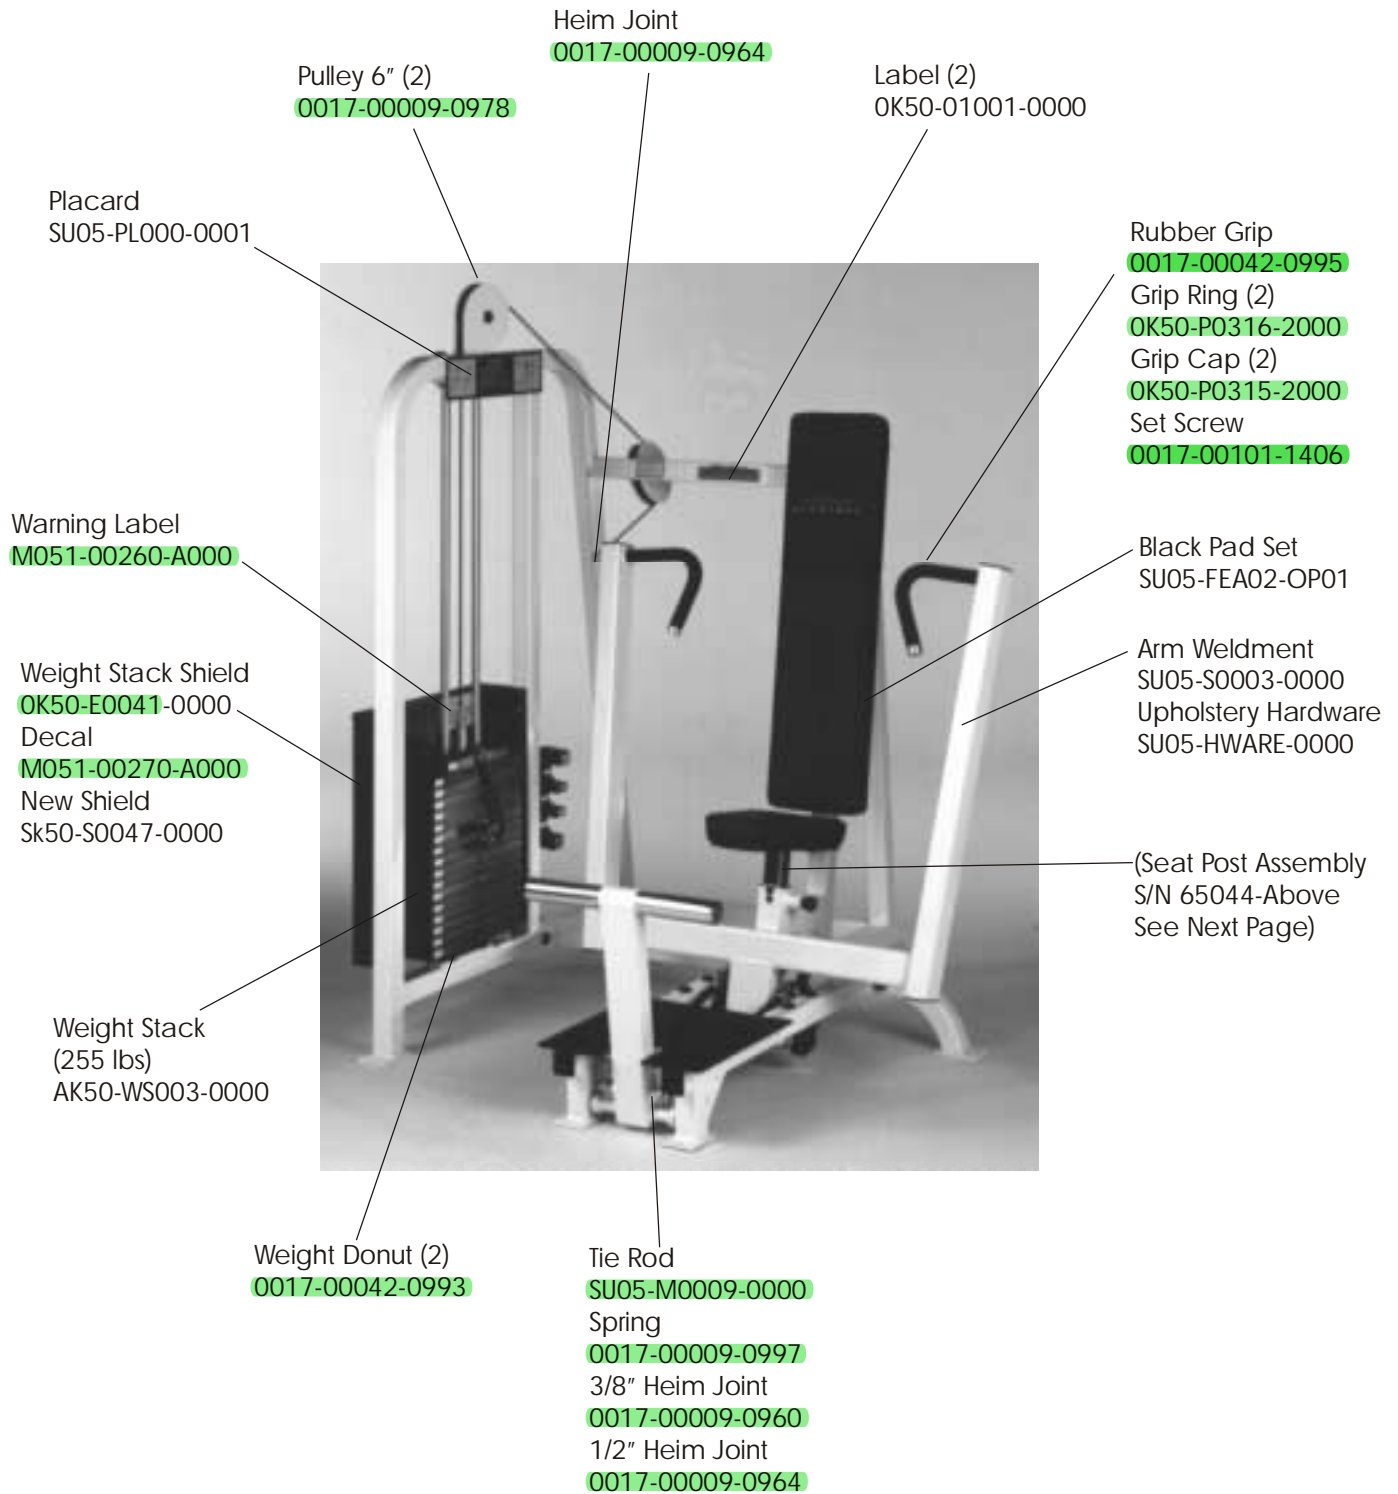 Heim Joint
0017-00009-0964
Pulley 6" (2)
0017-00009-0978
Label (2)
0K50-01001-0000
Placard
SU05-PL000-0001
Rubber Grip
0017-00042-0995
Grip Ring (2)
0K50-P0316-2000
Grip Cap (2)
0K50-P0315-2000
Set Screw
0017-00101-1406
Warning Label
M051-00260-A000
Black Pad Set
SU05-FEA02-OP01
Weight Stack Shield
0K50-E0041-0000
Decal
M051-00270-A000
New Shield
Sk50-S0047-0000
Arm Weldment
SU05-S0003-0000
Upholstery Hardware
SU05-HWARE-0000
(Seat Post Assembly
S/N 65044-Above
See Next Page)
Weight Stack
(255 lbs)
AK50-WS003-0000
Weight Donut (2)
0017-00042-0993
Tie Rod
SU05-M0009-0000
Spring
0017-00009-0997
3/8" Heim Joint
0017-00009-0960
1/2" Heim Joint
0017-00009-0964